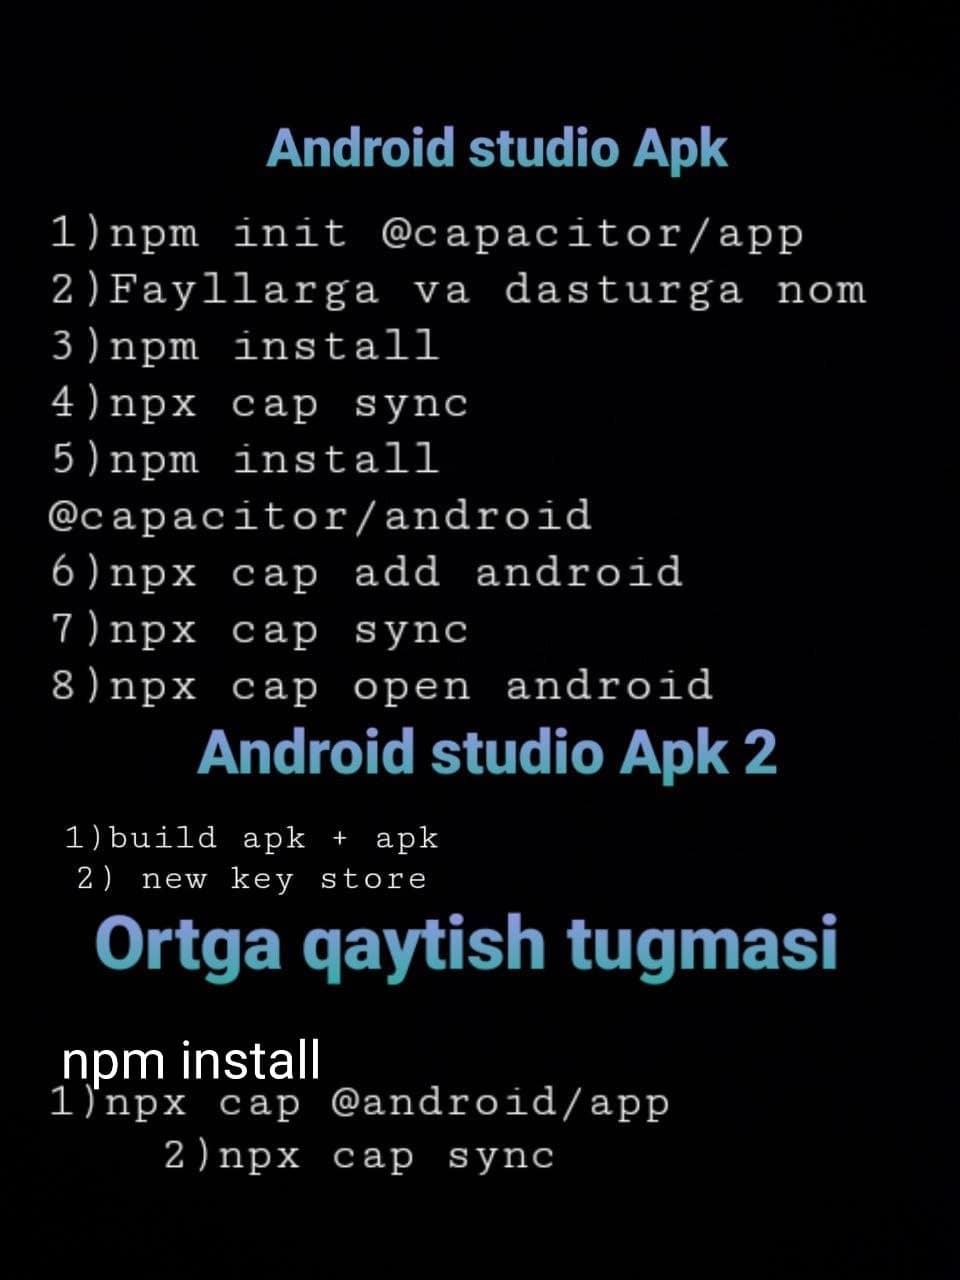 Android studio Apk
1)npm init @capacitor/app
2)Fayllarga va dasturga nom
3)npm install
4)npx cap sync
5)npm install
@capacitor/android
6)npx cap add android
7)npx cap sync
8)npx cap open android
Android studio Apk 2
1)build apk + apk
2) new key store
Ortga qaytish tugmasi
npm install
1)npx cap @android/app
2)npx cap sync